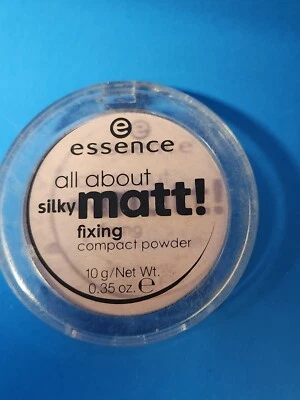 e
essence
all about
silky matt!
fixing
compact powder
10 g/Net Wt.
0.35 oz. ℮